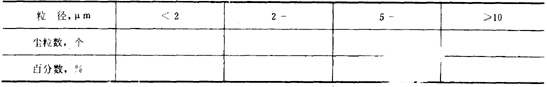 粒 径,μm <2 2- 5- ≥10
尘粒数,个
百分数,%